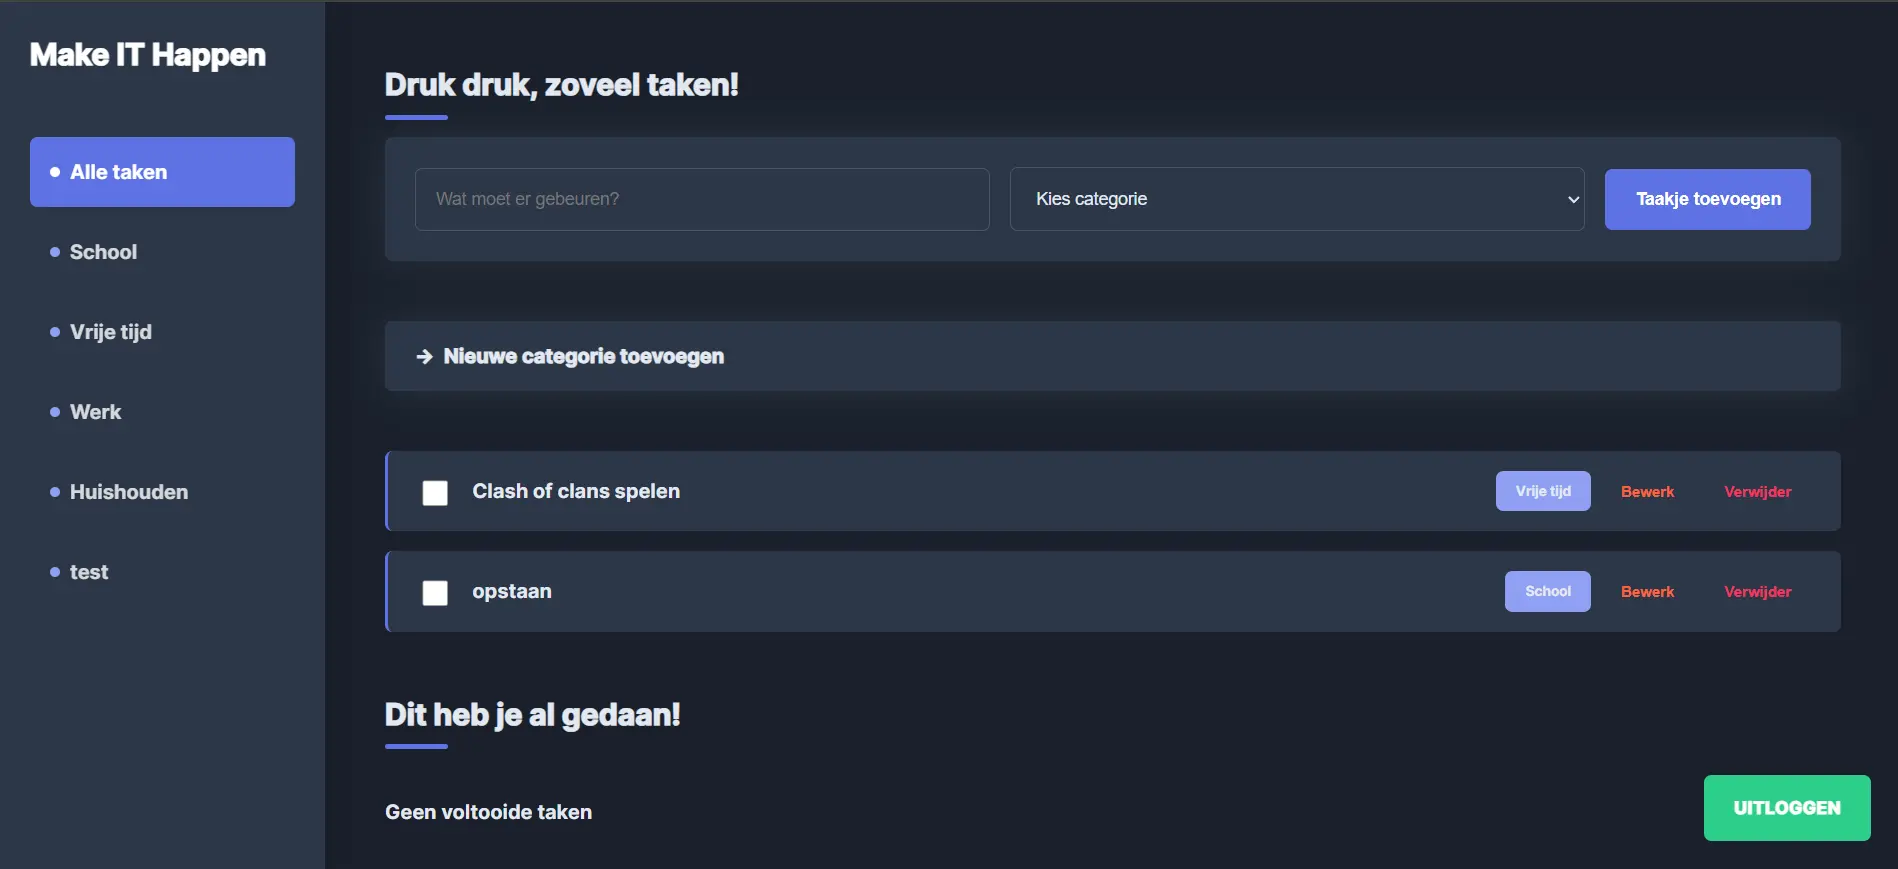 Make IT Happen
Alle taken
School
Vrije tijd
Werk
Huishouden
test
Druk druk, zoveel taken!
Wat moet er gebeuren?
Kies categorie
Taakje toevoegen
→ Nieuwe categorie toevoegen
Clash of clans spelen
Vrije tijd
Bewerk
Verwijder
opstaan
School
Bewerk
Verwijder
Dit heb je al gedaan!
Geen voltooide taken
UITLOGGEN